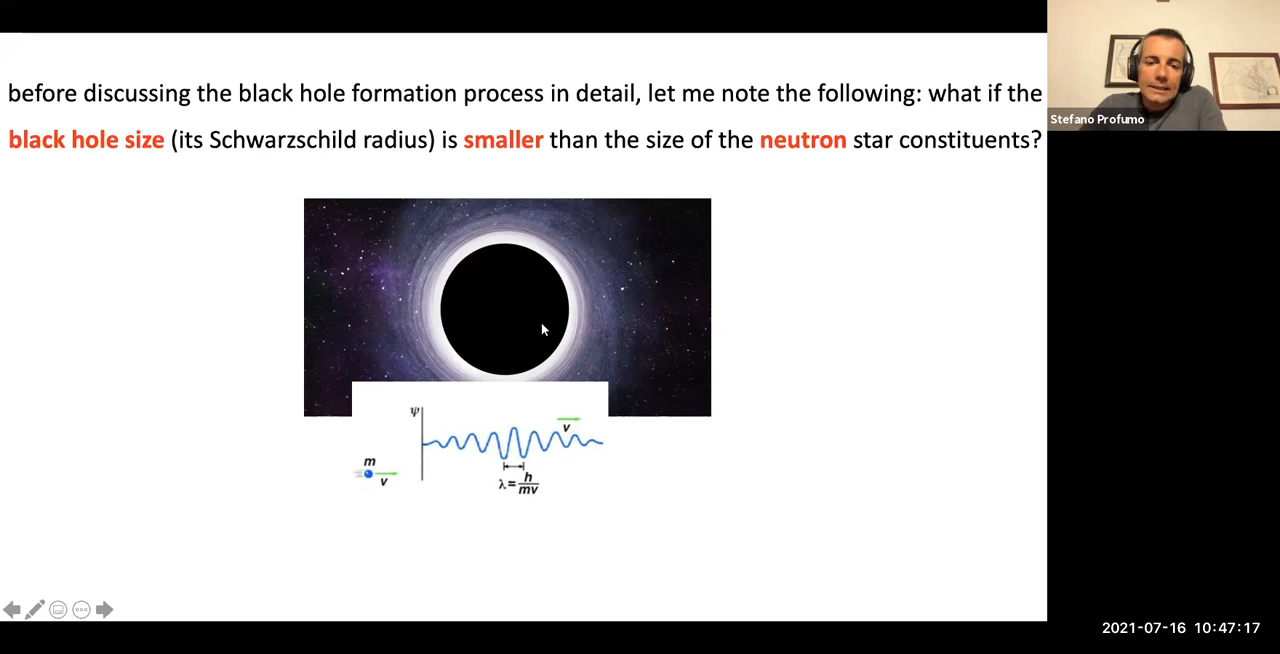 before discussing the black hole formation process in detail, let me note the following: what if the
black hole size (its Schwarzschild radius) is smaller than the size of the neutron star constituents?
Stefano Profumo
ψ
v
m
v
λ = h/mv
2021-07-16 10:47:17